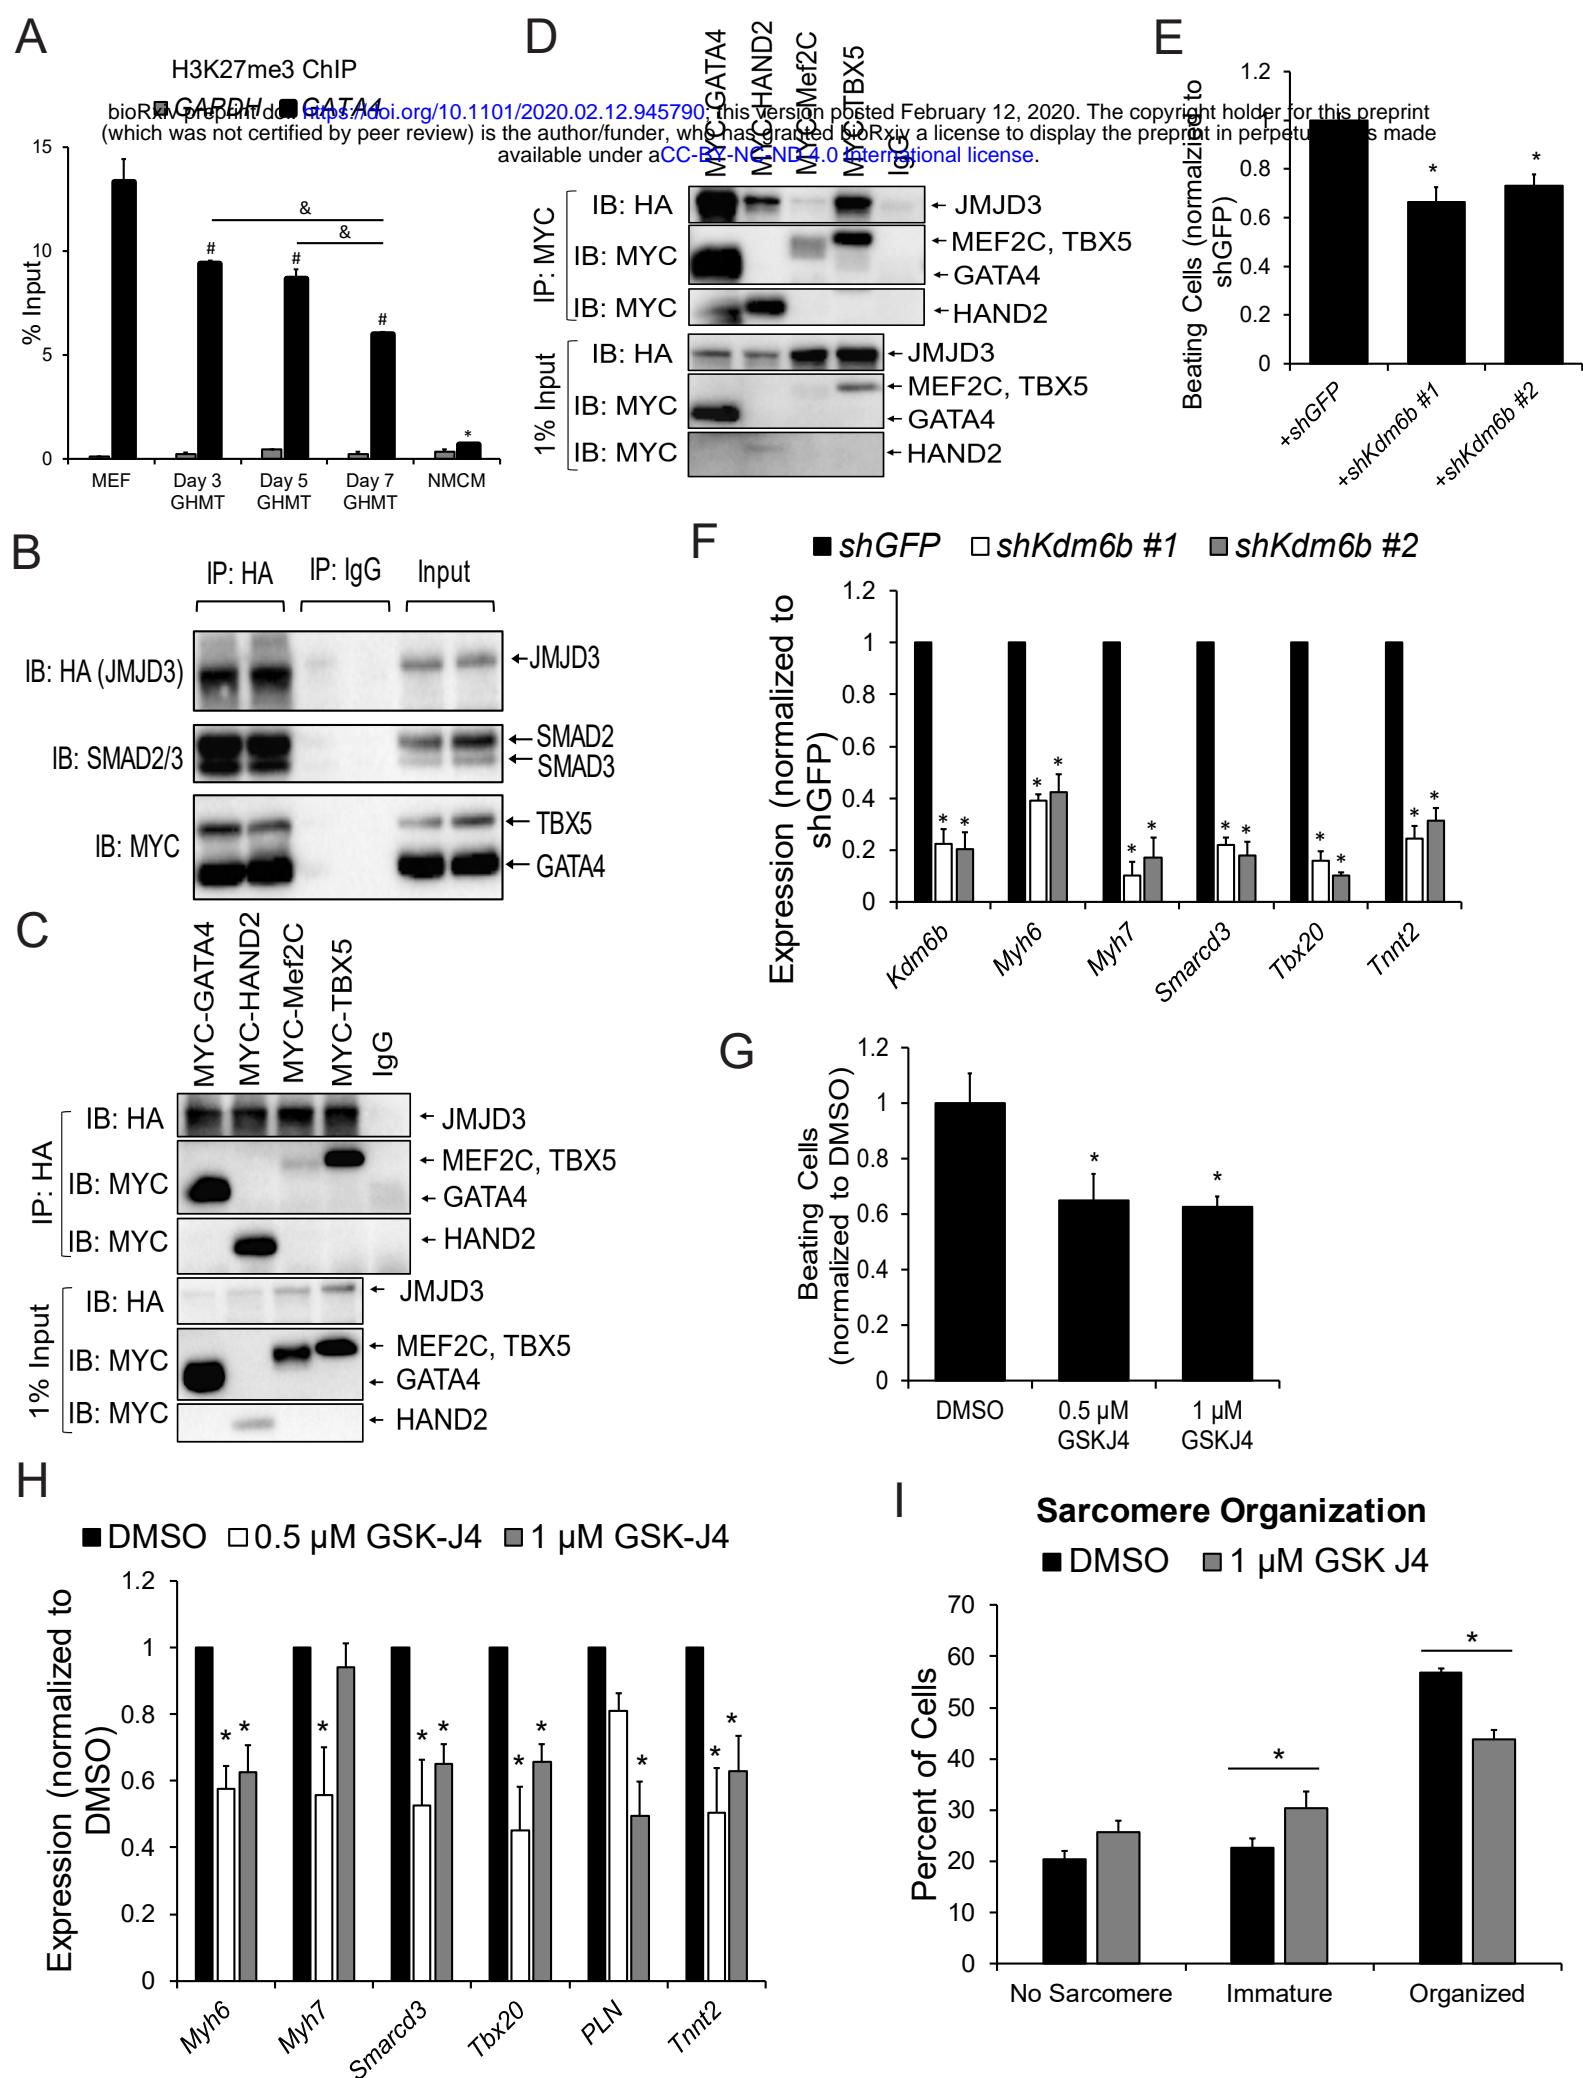 A
H3K27me3 ChIP
GAPDH GATA4
bioRxiv preprint doi: https://doi.org/10.1101/2020.02.12.945790; this version posted February 12, 2020. The copyright holder for this preprint
(which was not certified by peer review) is the author/funder, who has granted bioRxiv a license to display the preprint in perpetuity. is made
available under aCC-BY-NC-ND 4.0 International license.
% Input
15
10
5
0
&
&
#
#
#
*
MEF
Day 3 GHMT
Day 5 GHMT
Day 7 GHMT
NMCM
B
IP: HA
IP: IgG
Input
IB: HA (JMJD3)
JMJD3
IB: SMAD2/3
SMAD2
SMAD3
IB: MYC
TBX5
GATA4
C
MYC-GATA4
MYC-HAND2
MYC-Mef2C
MYC-TBX5
IgG
IP: HA
IB: HA
JMJD3
IB: MYC
MEF2C, TBX5
GATA4
IB: MYC
HAND2
1% Input
IB: HA
JMJD3
IB: MYC
MEF2C, TBX5
GATA4
IB: MYC
HAND2
D
MYC-GATA4
MYC-HAND2
MYC-Mef2C
MYC-TBX5
IgG
IP: MYC
IB: HA
JMJD3
IB: MYC
MEF2C, TBX5
GATA4
IB: MYC
HAND2
1% Input
IB: HA
JMJD3
IB: MYC
MEF2C, TBX5
GATA4
IB: MYC
HAND2
E
Beating Cells (normalzied to
shGFP)
1.2
1
0.8
0.6
0.4
0.2
0
*
*
+shGFP
+shKdm6b #1
+shKdm6b #2
F
shGFP shKdm6b #1 shKdm6b #2
Expression (normalized to
shGFP)
1.2
1
0.8
0.6
0.4
0.2
0
* *
* *
* *
* *
* *
* *
Kdm6b
Myh6
Myh7
Smarcd3
Tbx20
Tnnt2
G
Beating Cells
(normalized to DMSO)
1.2
1
0.8
0.6
0.4
0.2
0
*
*
DMSO
0.5 µM
GSKJ4
1 µM
GSKJ4
H
DMSO 0.5 µM GSK-J4 1 µM GSK-J4
Expression (normalized to
DMSO)
1.2
1
0.8
0.6
0.4
0.2
0
* *
*
* *
* *
*
* *
Myh6
Myh7
Smarcd3
Tbx20
PLN
Tnnt2
I
Sarcomere Organization
DMSO 1 µM GSK J4
Percent of Cells
70
60
50
40
30
20
10
0
*
*
No Sarcomere
Immature
Organized